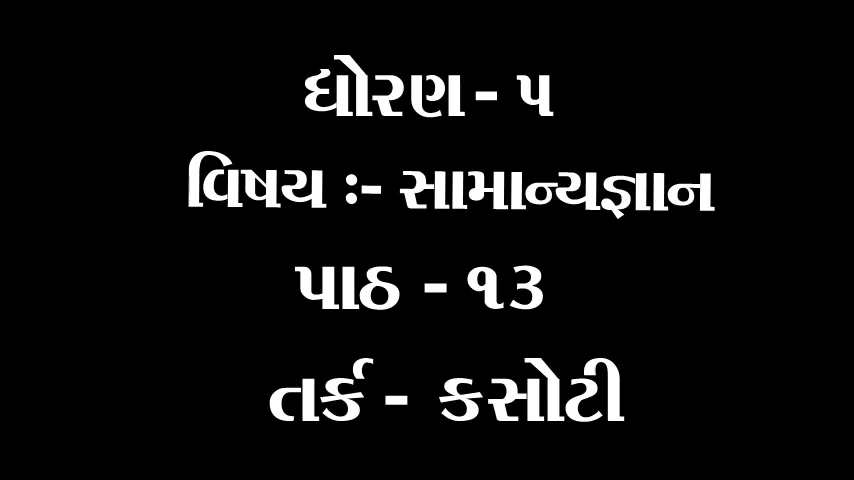 ધોરણ - ૫
વિષય ઃ- સામાન્યજ્ઞાન
પાઠ - ૧૩
તર્ક - કસોટી